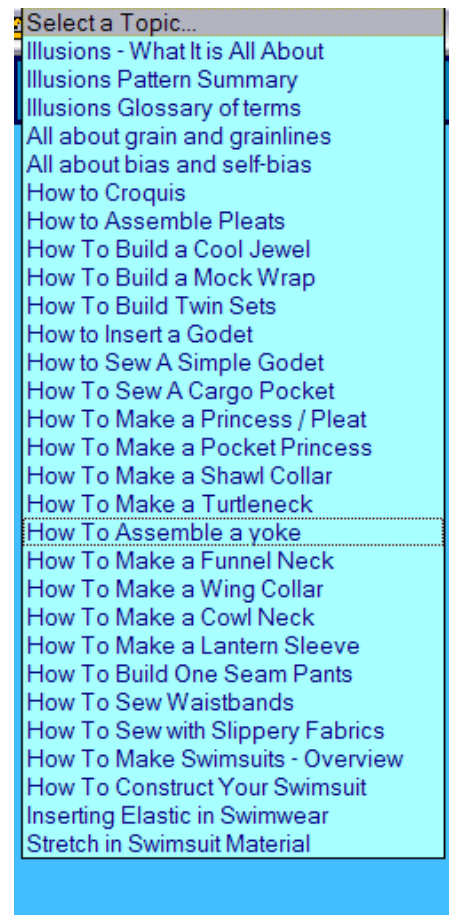 Select a Topic...
Illusions - What It is All About
Illusions Pattern Summary
Illusions Glossary of terms
All about grain and grainlines
All about bias and self-bias
How to Croquis
How to Assemble Pleats
How To Build a Cool Jewel
How To Build a Mock Wrap
How To Build Twin Sets
How to Insert a Godet
How to Sew A Simple Godet
How To Sew A Cargo Pocket
How To Make a Princess / Pleat
How To Make a Pocket Princess
How To Make a Shawl Collar
How To Make a Turtleneck
How To Assemble a yoke
How To Make a Funnel Neck
How To Make a Wing Collar
How To Make a Cowl Neck
How To Make a Lantern Sleeve
How To Build One Seam Pants
How To Sew Waistbands
How To Sew with Slippery Fabrics
How To Make Swimsuits - Overview
How To Construct Your Swimsuit
Inserting Elastic in Swimwear
Stretch in Swimsuit Material